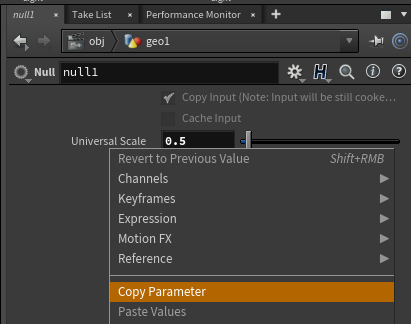 null1 × Take List × Performance Monitor × +
obj geo1
Null null1
Copy Input (Note: Input will be still cooke...
Cache Input
Universal Scale 0.5
Revert to Previous Value Shift+RMB
Channels
Keyframes
Expression
Motion FX
Reference
Copy Parameter
Paste Values